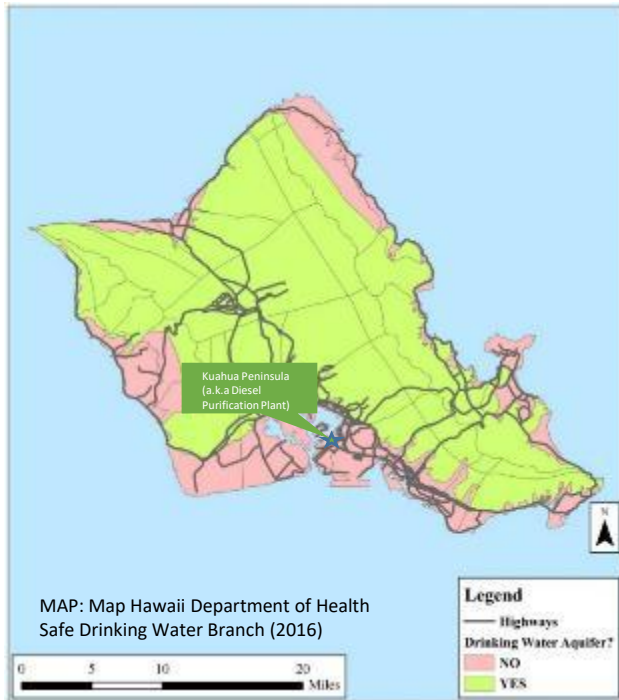 Kuahua Peninsula
(a.k.a Diesel
Purification Plant)
N
MAP: Map Hawaii Department of Health
Safe Drinking Water Branch (2016)
Legend
Highways
Drinking Water Aquifer?
NO
YES
0 5 10 20
Miles